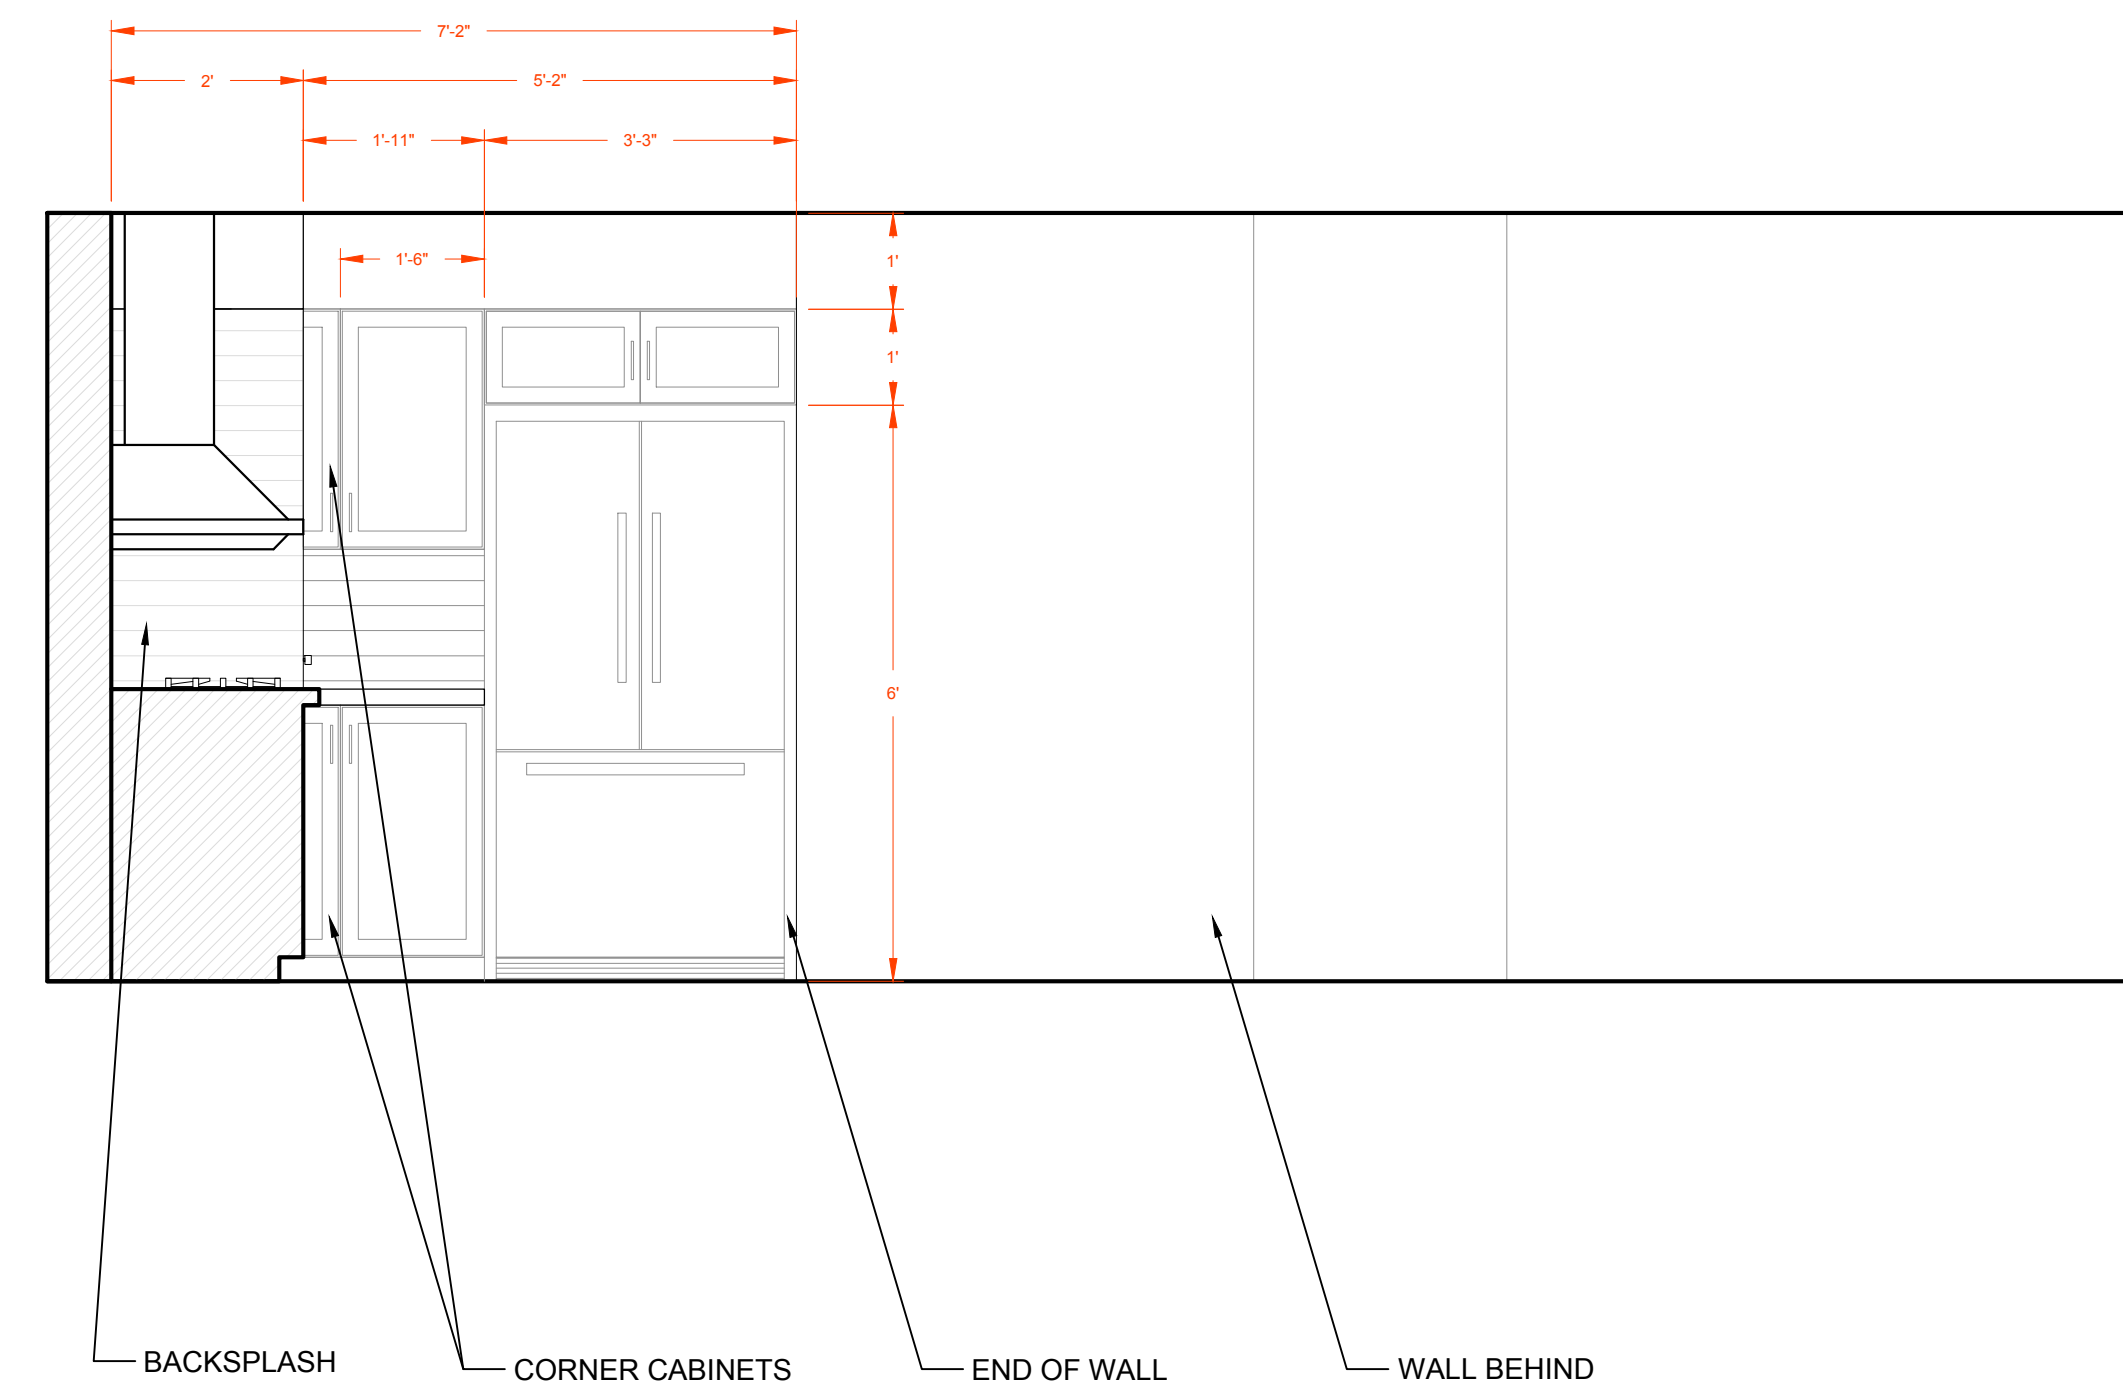 7'-2"
2'
5'-2"
1'-11"
3'-3"
1'-6"
1'
1'
6'
BACKSPLASH
CORNER CABINETS
END OF WALL
WALL BEHIND